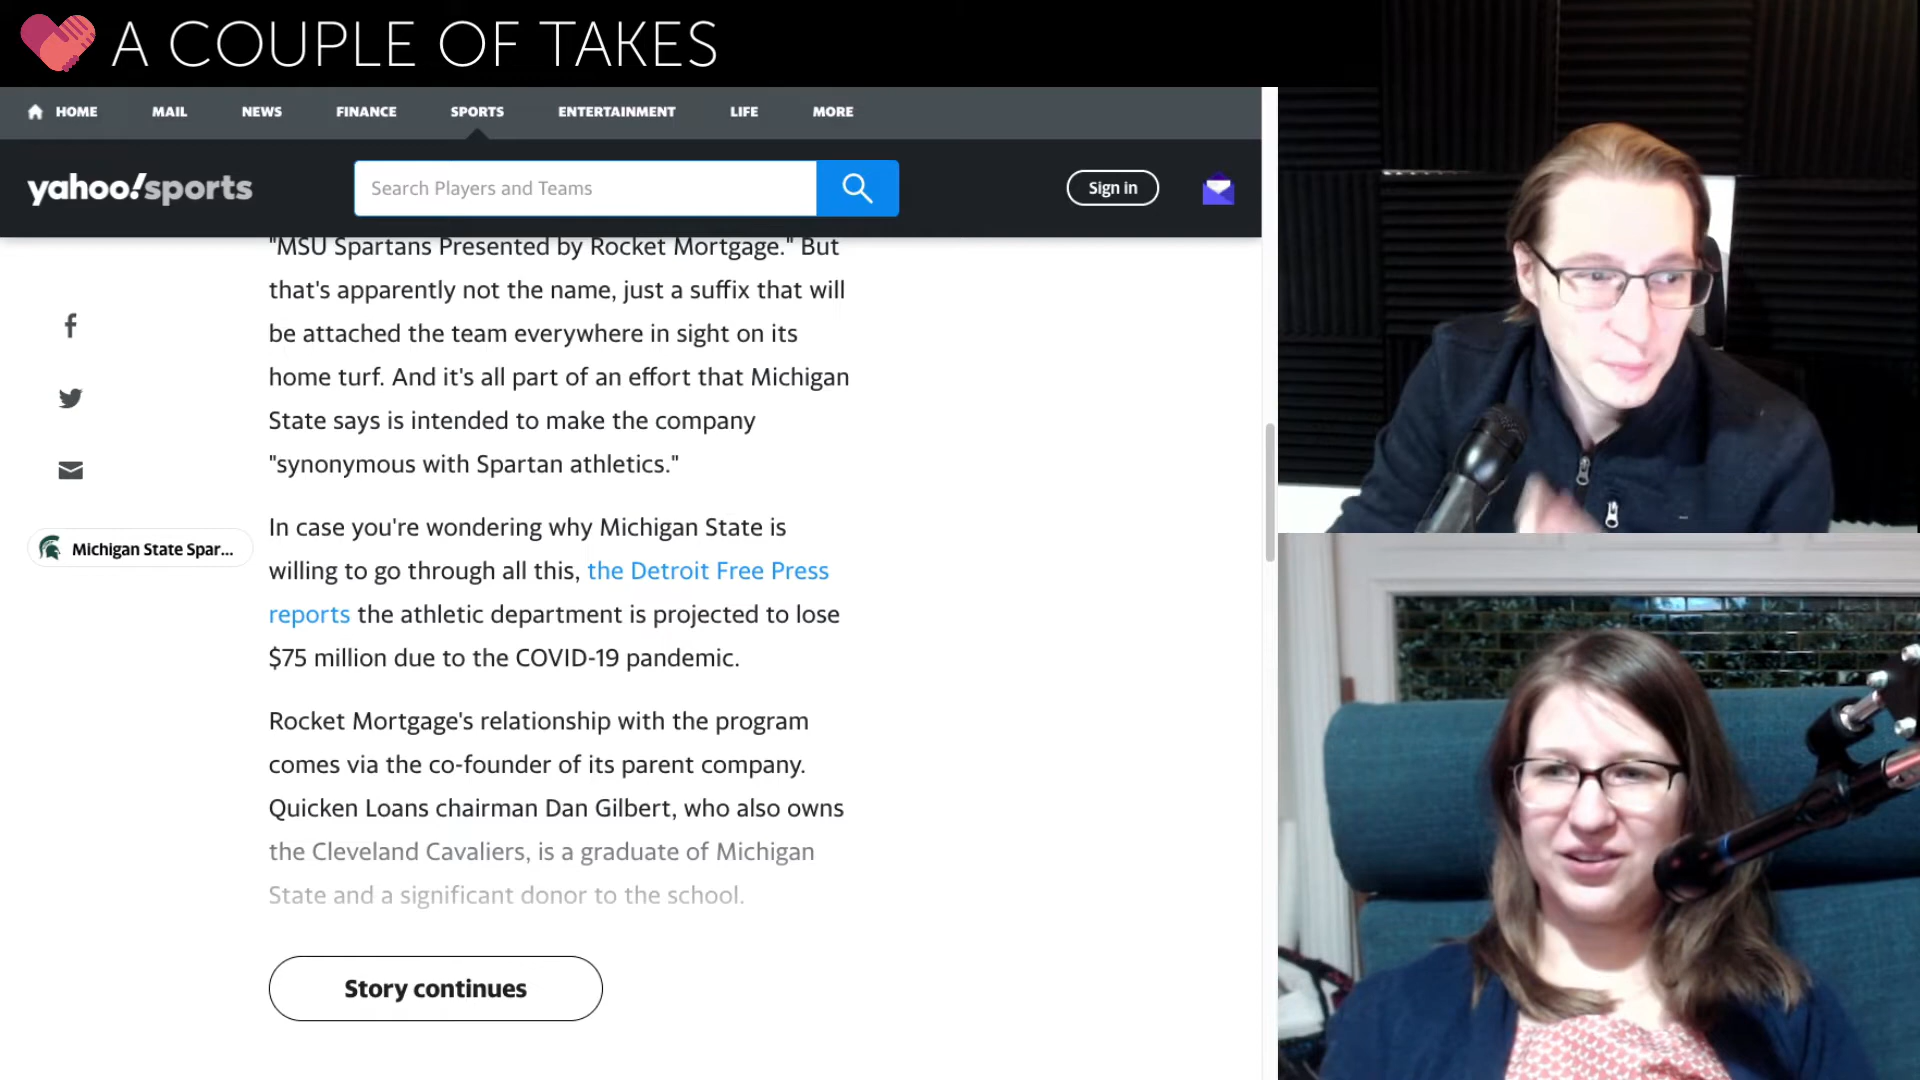 A COUPLE OF TAKES
HOME MAIL NEWS FINANCE SPORTS ENTERTAINMENT LIFE MORE
yahoo!sports Search Players and Teams Sign in
"MSU Spartans Presented by Rocket Mortgage." But
that's apparently not the name, just a suffix that will
be attached the team everywhere in sight on its
home turf. And it's all part of an effort that Michigan
State says is intended to make the company
"synonymous with Spartan athletics."
Michigan State Spar...
In case you're wondering why Michigan State is
willing to go through all this, the Detroit Free Press
reports the athletic department is projected to lose
$75 million due to the COVID-19 pandemic.
Rocket Mortgage's relationship with the program
comes via the co-founder of its parent company.
Quicken Loans chairman Dan Gilbert, who also owns
the Cleveland Cavaliers, is a graduate of Michigan
State and a significant donor to the school.
Story continues